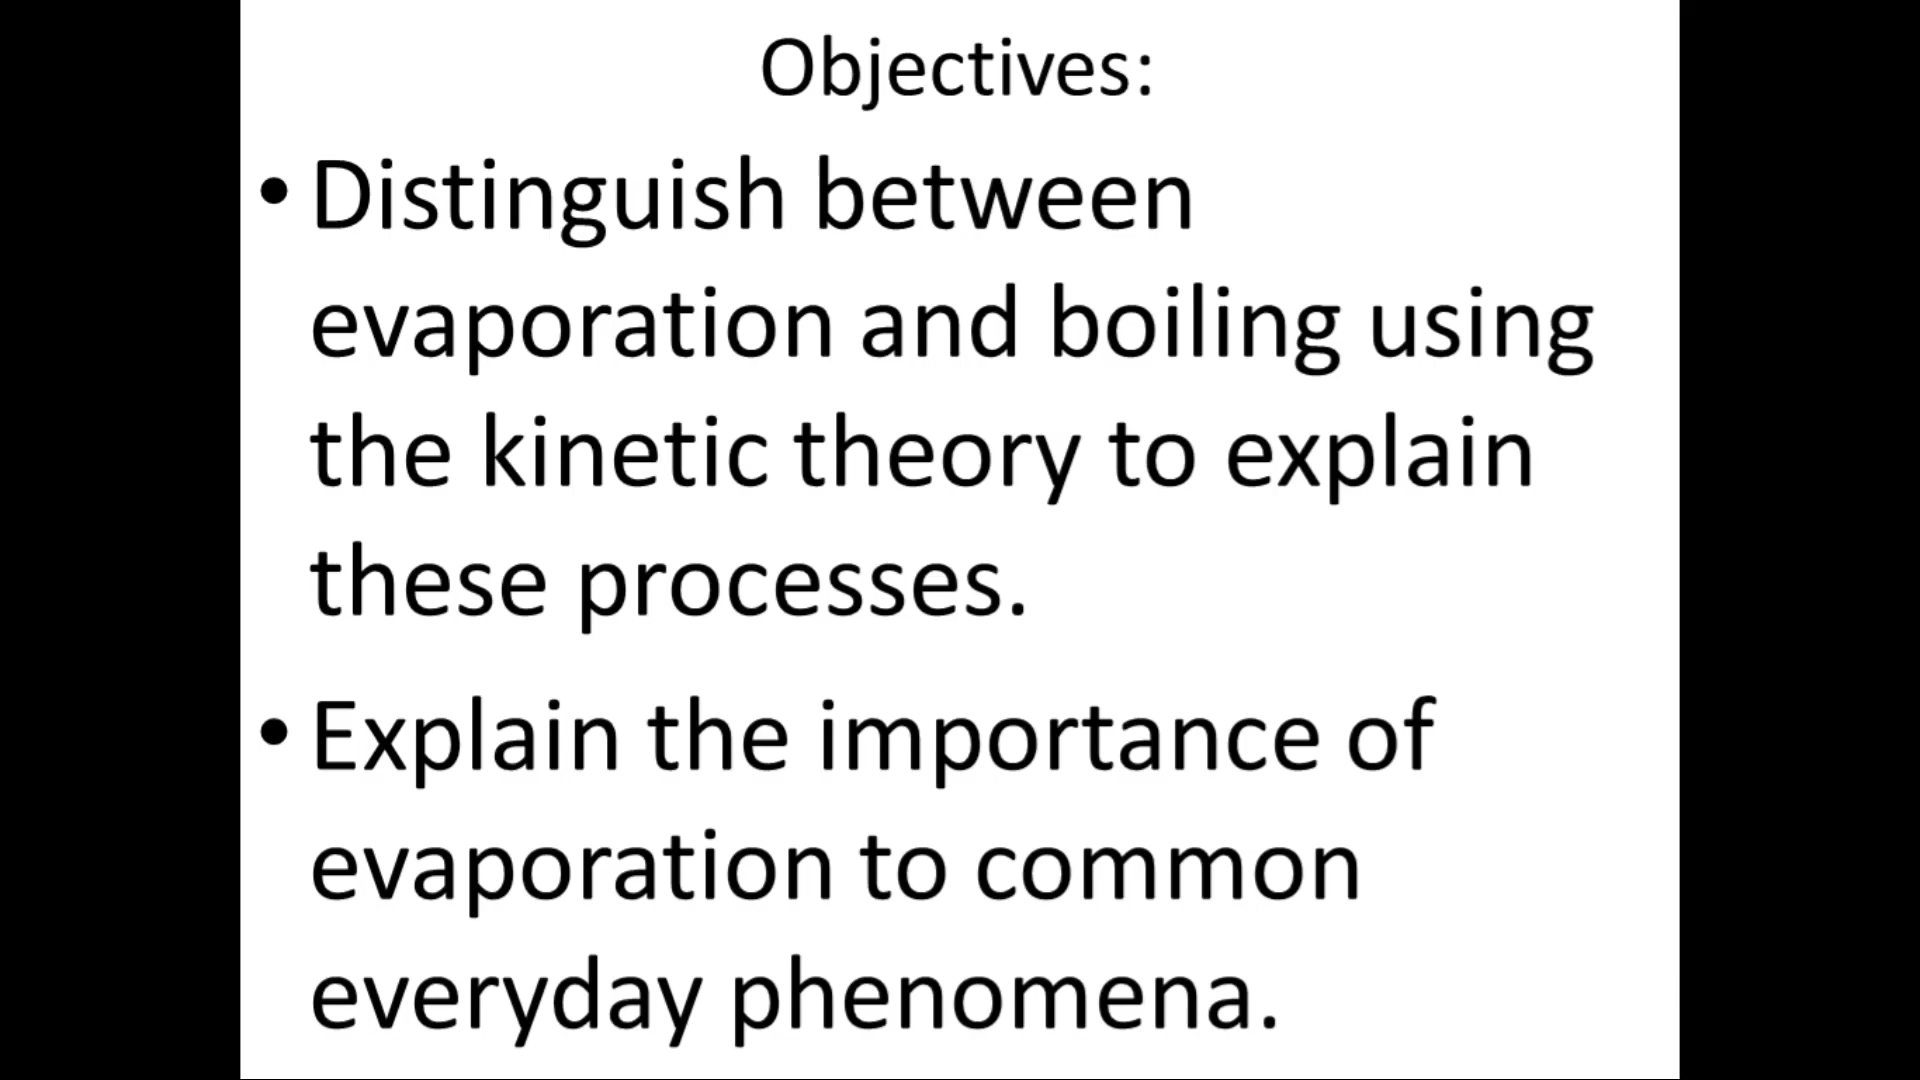 Objectives:
• Distinguish between
evaporation and boiling using
the kinetic theory to explain
these processes.
• Explain the importance of
evaporation to common
everyday phenomena.